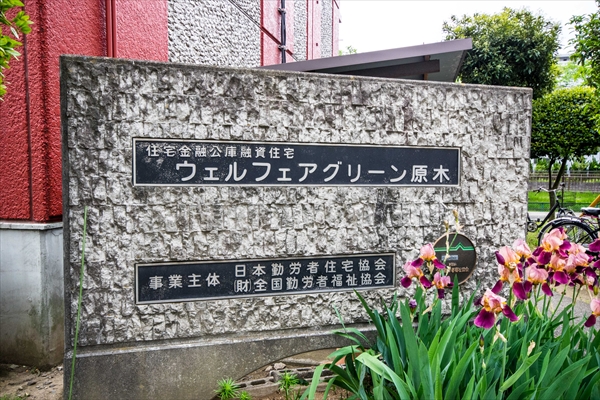 住宅金融公庫融資住宅
ウェルフェアグリーン原木
事業主体 日本勤労者住宅協会
(財)全国勤労者福祉協会